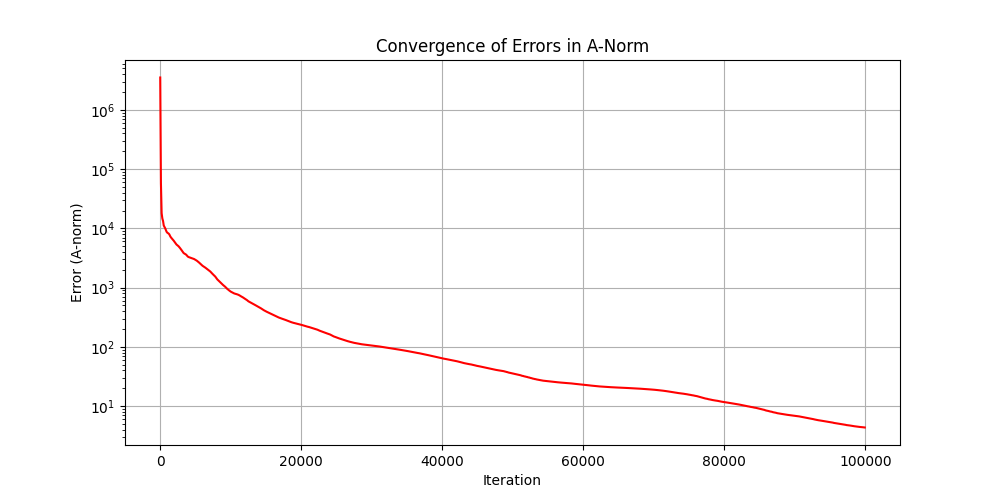 Convergence of Errors in A-Norm
Error (A-norm)
10⁶
10⁵
10⁴
10³
10²
10¹
0 20000 40000 60000 80000 100000
Iteration